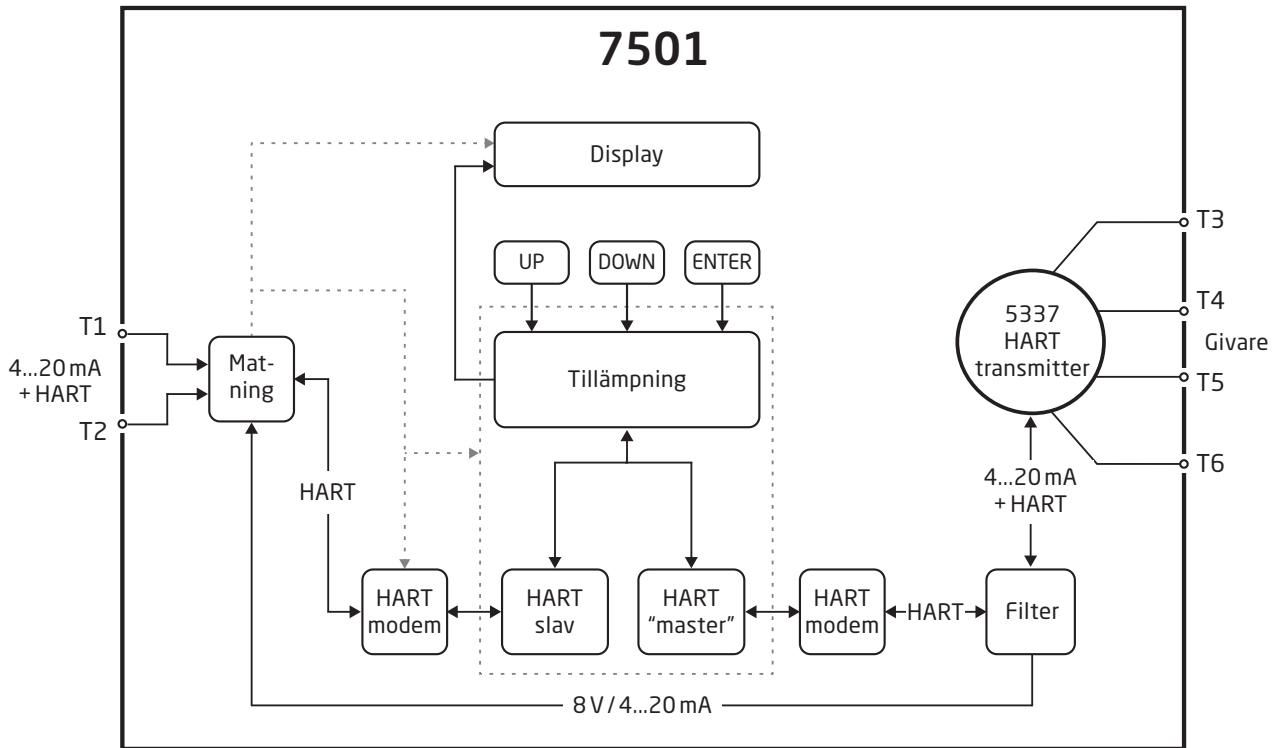 7501
Display
UP
DOWN
ENTER
T1
4...20 mA
+ HART
T2
Mat-
ning
Tillämpning
5337
HART
transmitter
T3
T4
Givare
T5
T6
HART
4...20 mA
+ HART
HART
modem
HART
slav
HART
“master”
HART
modem
HART
Filter
8 V / 4...20 mA